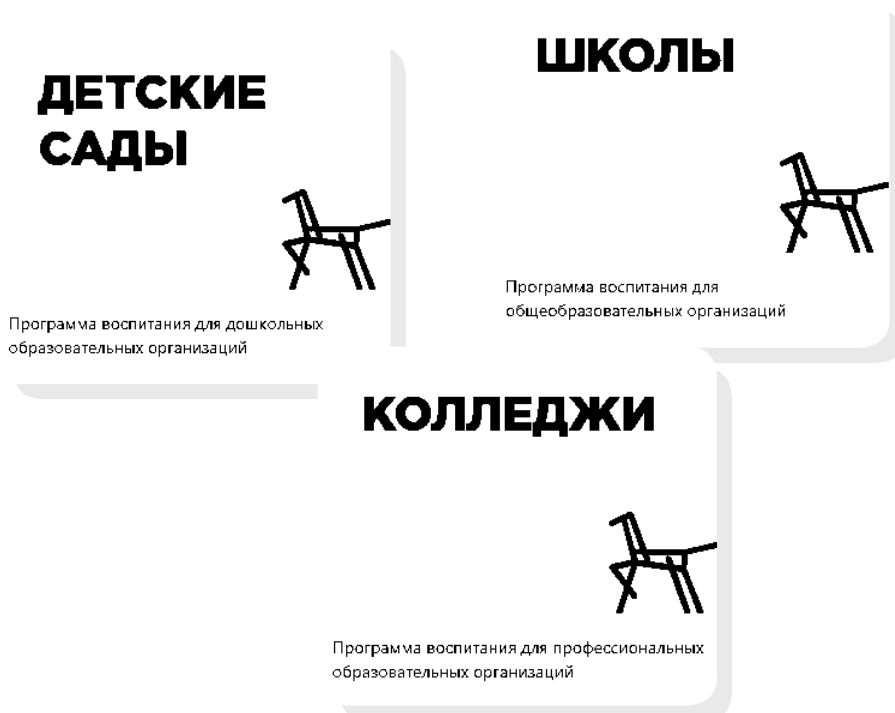 ДЕТСКИЕ
САДЫ
Программа воспитания для дошкольных
образовательных организаций
ШКОЛЫ
Программа воспитания для
общеобразовательных организаций
КОЛЛЕДЖИ
Программа воспитания для профессиональных
образовательных организаций